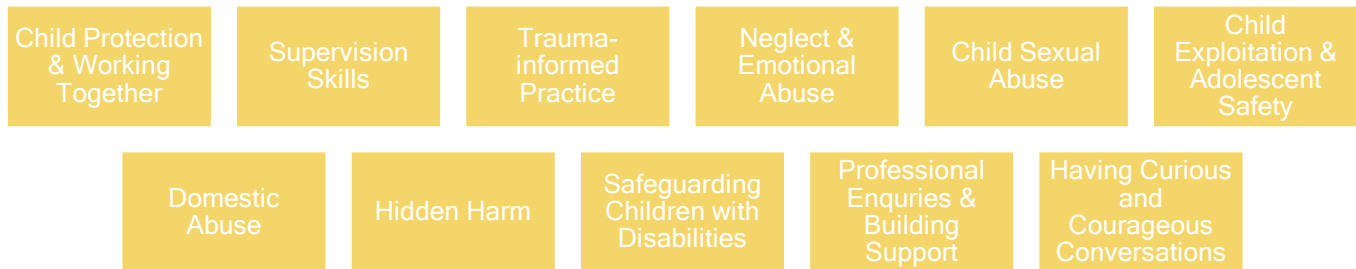 Child Protection
& Working
Together
Supervision
Skills
Trauma-
informed
Practice
Neglect &
Emotional
Abuse
Child Sexual
Abuse
Child
Exploitation &
Adolescent
Safety
Domestic
Abuse
Hidden Harm
Safeguarding
Children with
Disabilities
Professional
Enquries &
Building
Support
Having Curious
and
Courageous
Conversations